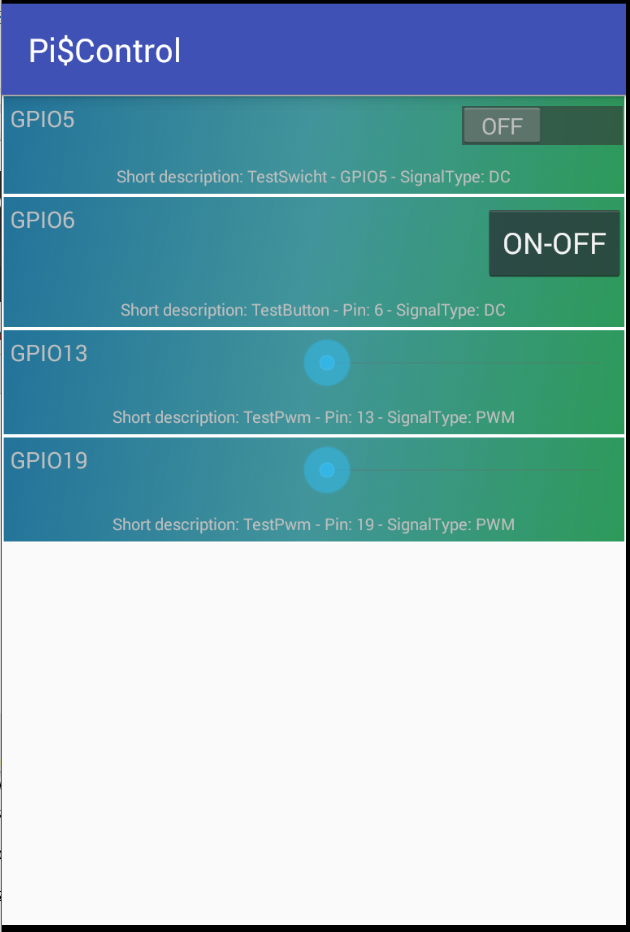 Pi$Control
GPIO5
OFF
Short description: TestSwicht - GPIO5 - SignalType: DC
GPIO6
ON-OFF
Short description: TestButton - Pin: 6 - SignalType: DC
GPIO13
Short description: TestPwm - Pin: 13 - SignalType: PWM
GPIO19
Short description: TestPwm - Pin: 19 - SignalType: PWM